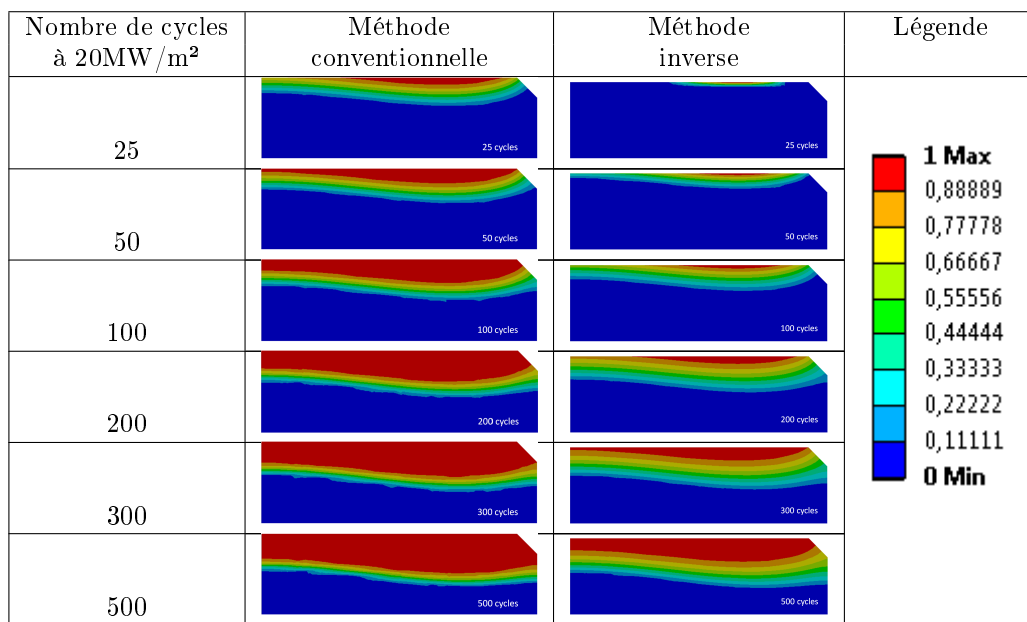 Nombre de cycles
à 20MW/m²
Méthode
conventionnelle
Méthode
inverse
Légende
25
25 cycles
25 cycles
50
50 cycles
50 cycles
100
100 cycles
100 cycles
200
200 cycles
200 cycles
300
300 cycles
300 cycles
500
500 cycles
500 cycles
1 Max
0,88889
0,77778
0,66667
0,55556
0,44444
0,33333
0,22222
0,11111
0 Min